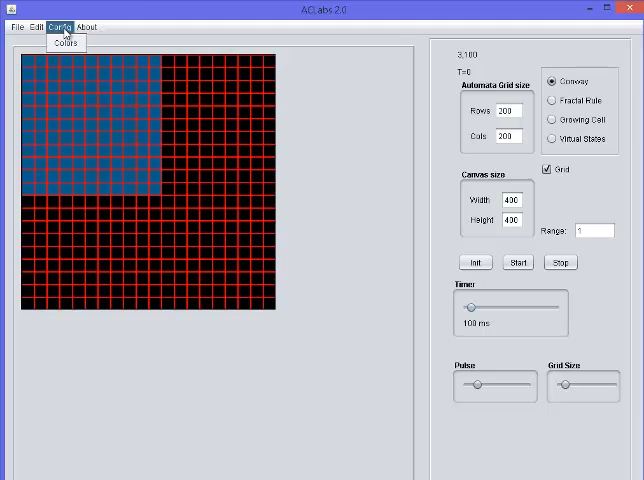 ACLabs 2.0
File Edit Config About
Colors
3,100
T=0
Automata Grid size
Rows 200
Cols 200
Conway
Fractal Rule
Growing Cell
Virtual States
Canvas size
Width 400
Height 400
Grid
Range: 1
Init Start Stop
Timer
100 ms
Pulse
Grid Size